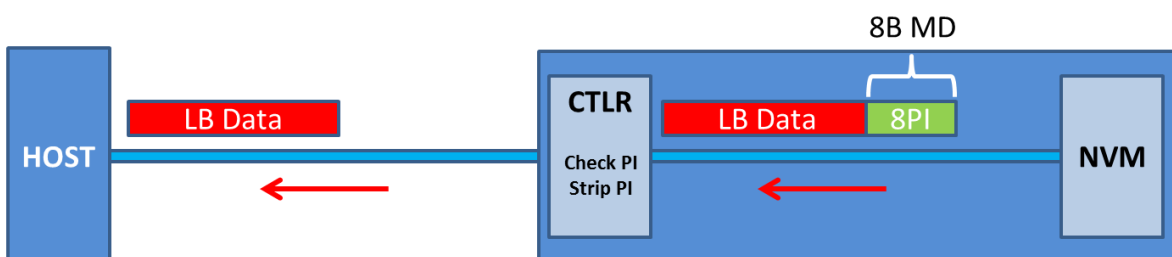 8B MD
HOST
LB Data
CTLR
Check PI
Strip PI
LB Data
8PI
NVM